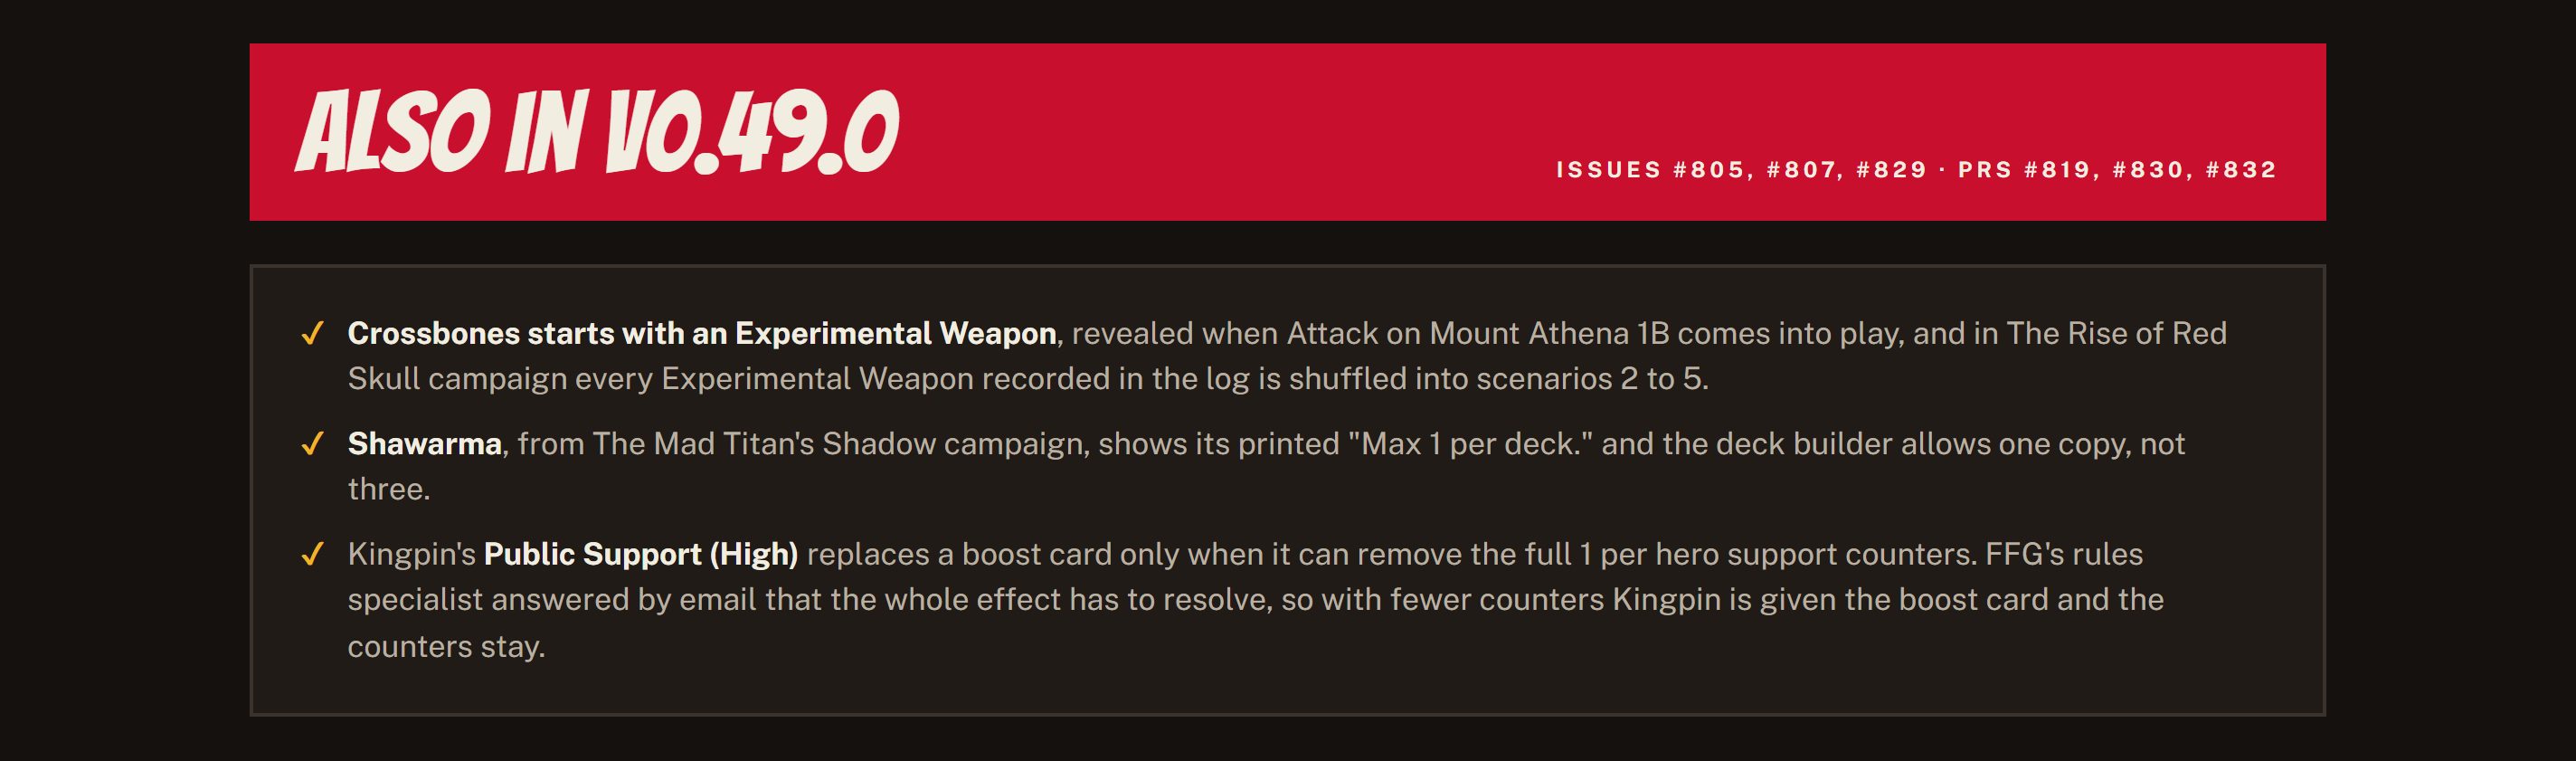 ALSO IN V0.49.0
ISSUES #805, #807, #829 · PRS #819, #830, #832
✓ Crossbones starts with an Experimental Weapon, revealed when Attack on Mount Athena 1B comes into play, and in The Rise of Red
Skull campaign every Experimental Weapon recorded in the log is shuffled into scenarios 2 to 5.
✓ Shawarma, from The Mad Titan's Shadow campaign, shows its printed "Max 1 per deck." and the deck builder allows one copy, not
three.
✓ Kingpin's Public Support (High) replaces a boost card only when it can remove the full 1 per hero support counters. FFG's rules
specialist answered by email that the whole effect has to resolve, so with fewer counters Kingpin is given the boost card and the
counters stay.